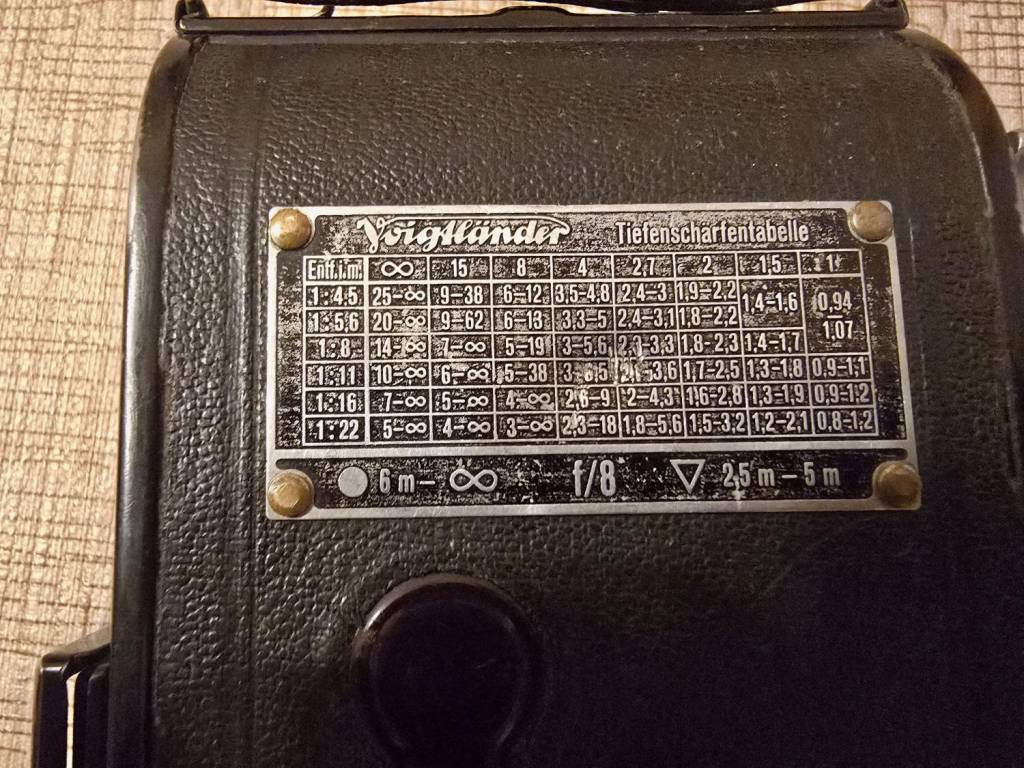 Voigtländer Tiefenschärfentabelle
Entf.i.m. ∞ 15 8 4 2,7 2 1,5 1
1:4,5 25-∞ 9-38 6-12 3,5-4,8 2,4-3 1,9-2,2 1,4-1,6 0,94
1:5,6 20-∞ 9-62 6-13 3,3-5 2,4-3,1 1,8-2,2 1,07
1:8 14-∞ 7-∞ 5-19 3-5,6 2,3-3,3 1,8-2,3 1,4-1,7
1:11 10-∞ 6-∞ 5-38 1,7-2,5 1,3-1,8 0,9-1,1
1:16 7-∞ 5-∞ 4-∞ 2,6-9 2-4,3 1,6-2,8 1,3-1,9 0,9-1,2
1:22 5-∞ 4-∞ 3-∞ 2,3-18 1,8-5,6 1,5-3,2 1,2-2,1 0,8-1,2
6 m - ∞ f/8 ▽ 2,5 m - 5 m